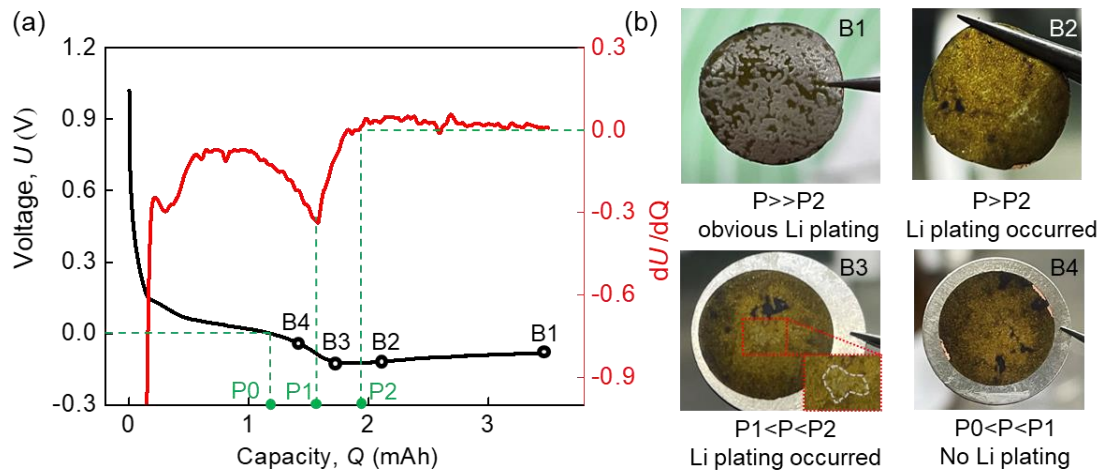 (a)
1.2
0.9
0.6
0.3
0.0
-0.3
Voltage, U (V)
0 1 2 3
Capacity, Q (mAh)
0.3
0.0
-0.3
-0.6
-0.9
dU/dQ
B4 B3 B2 B1
P0 P1 P2
(b)
B1
P>>P2
obvious Li plating
B2
P>P2
Li plating occurred
B3
P1<P<P2
Li plating occurred
B4
P0<P<P1
No Li plating